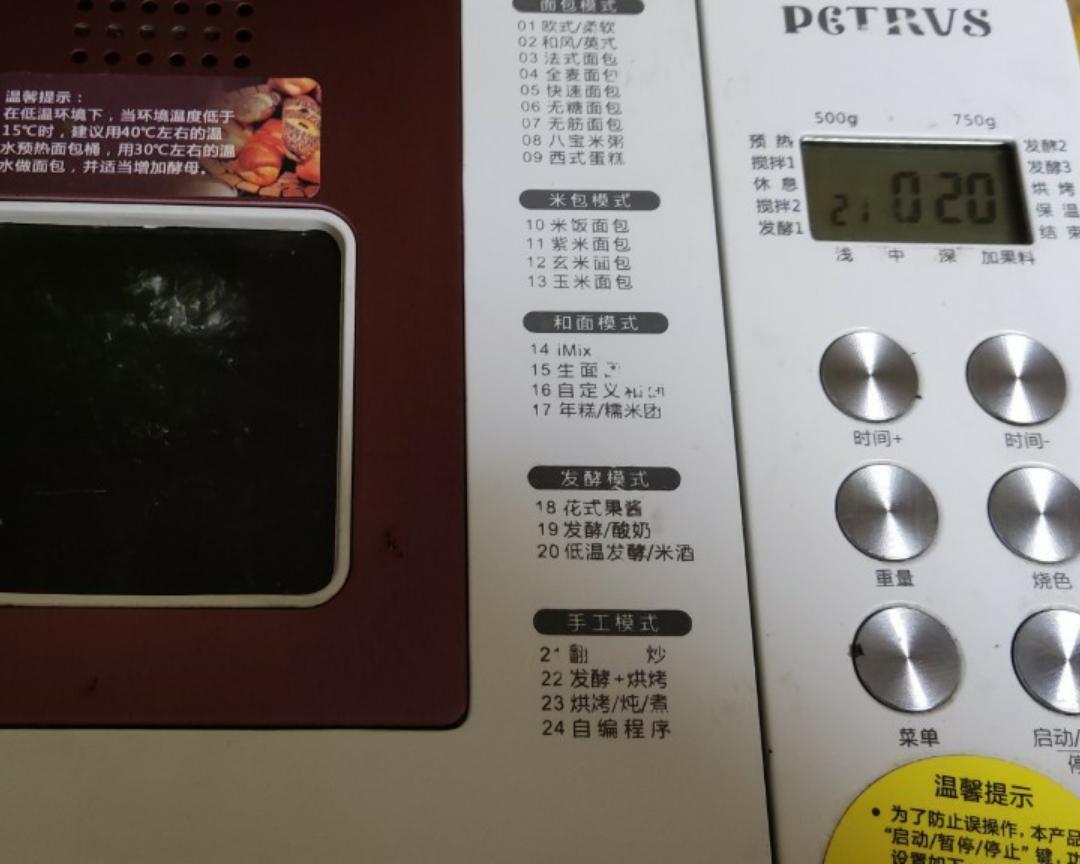 温馨提示：
在低温环境下，当环境温度低于
15℃时，建议用40℃左右的温
水预热面包桶，用30℃左右的温
水做面包，并适当增加酵母。
面包模式
01 欧式/柔软
02 和风/英式
03 法式面包
04 全麦面包
05 快速面包
06 无糖面包
07 无筋面包
08 八宝米粥
09 西式蛋糕
米包模式
10 米饭面包
11 紫米面包
12 玄米面包
13 玉米面包
和面模式
14 iMix
15 生面
16 自定义和团
17 年糕/糯米团
发酵模式
18 花式果酱
19 发酵/酸奶
20 低温发酵/米酒
手工模式
21 翻 炒
22 发酵+烘烤
23 烘烤/炖/煮
24 自编程序
PETRUS
500g 750g
预热
搅拌1
休息
搅拌2
发酵1
21 0 20
发酵2
发酵3
烘烤
保温
结束
浅 中 深 加果料
时间+ 时间-
重量 烧色
菜单 启动/
温馨提示
• 为了防止误操作，本产品
“启动/暂停/停止”键，